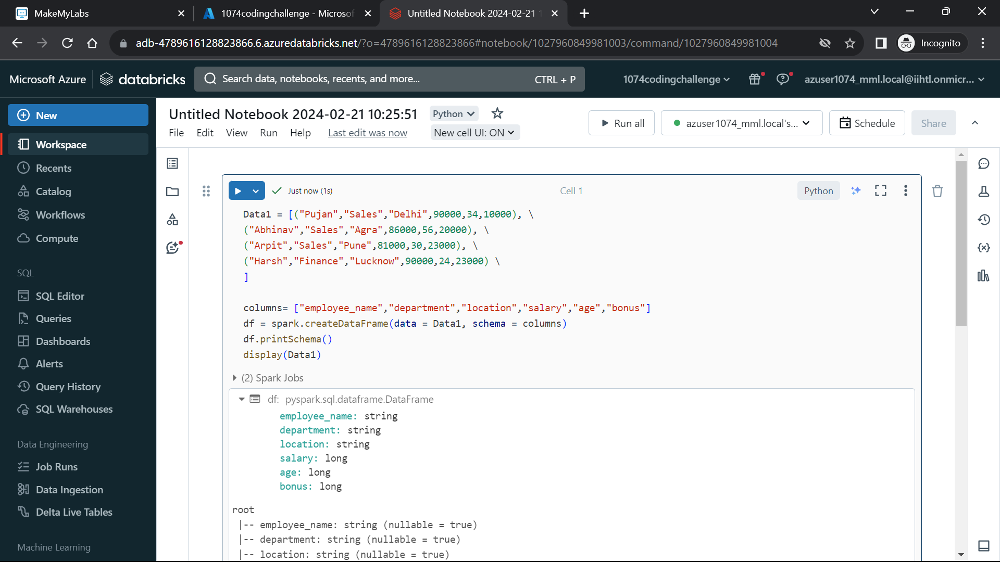 MakeMyLabs
1074codingchallenge - Microsof
Untitled Notebook 2024-02-21 1
adb-4789616128823866.6.azuredatabricks.net/?o=4789616128823866#notebook/1027960849981003/command/1027960849981004
Incognito
Microsoft Azure
databricks
Search data, notebooks, recents, and more...
CTRL + P
1074codingchallenge
azuser1074_mml.local@iihtl.onmicr...
New
Workspace
Recents
Catalog
Workflows
Compute
SQL
SQL Editor
Queries
Dashboards
Alerts
Query History
SQL Warehouses
Data Engineering
Job Runs
Data Ingestion
Delta Live Tables
Machine Learning
Untitled Notebook 2024-02-21 10:25:51
Python
File Edit View Run Help Last edit was now
New cell UI: ON
Run all
azuser1074_mml.local's...
Schedule
Share
Just now (1s)
Cell 1
Python
Data1 = [("Pujan","Sales","Delhi",90000,34,10000), \
("Abhinav","Sales","Agra",86000,56,20000), \
("Arpit","Sales","Pune",81000,30,23000), \
("Harsh","Finance","Lucknow",90000,24,23000) \
]
columns= ["employee_name","department","location","salary","age","bonus"]
df = spark.createDataFrame(data = Data1, schema = columns)
df.printSchema()
display(Data1)
(2) Spark Jobs
df: pyspark.sql.dataframe.DataFrame
employee_name: string
department: string
location: string
salary: long
age: long
bonus: long
root
|-- employee_name: string (nullable = true)
|-- department: string (nullable = true)
|-- location: string (nullable = true)